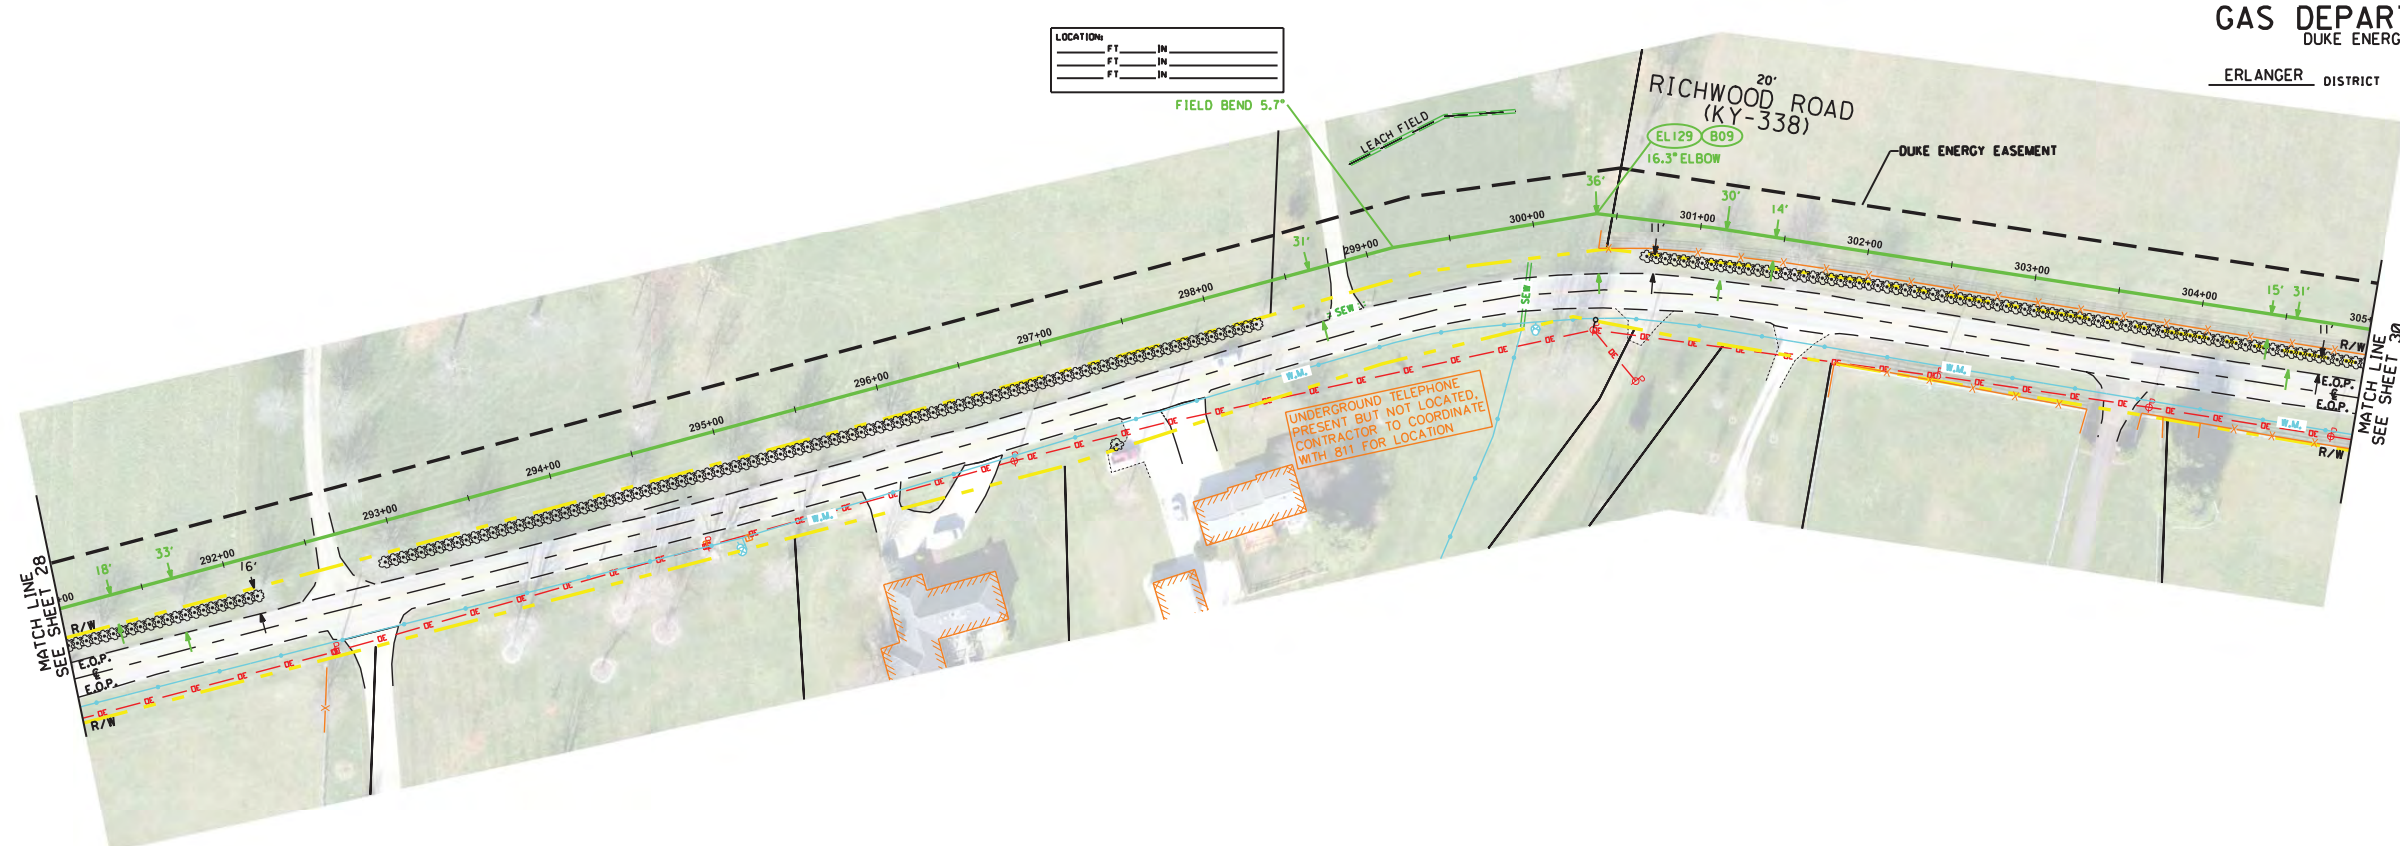 GAS DEPAR
DUKE ENERG
ERLANGER DISTRICT
LOCATION:
FT IN
FT IN
FT IN
FIELD BEND 5.7°
LEACH FIELD
20'
RICHWOOD ROAD
(KY-338)
EL129 B09
16.3° ELBOW
DUKE ENERGY EASEMENT
MATCH LINE
SEE SHEET 28
+00
292+00
293+00
294+00
295+00
296+00
297+00
298+00
299+00
300+00
301+00
302+00
303+00
304+00
305+
18'
33'
16'
31'
36'
11'
30'
14'
15'
31'
11'
R/W
E.O.P.
℄
E.O.P.
R/W
W.M.
W.M.
W.M.
W.M.
SEW
SEW
OE
UNDERGROUND TELEPHONE
PRESENT BUT NOT LOCATED,
CONTRACTOR TO COORDINATE
WITH 811 FOR LOCATION
R/W
E.O.P.
℄
E.O.P.
R/W
MATCH LINE
SEE SHEET 30